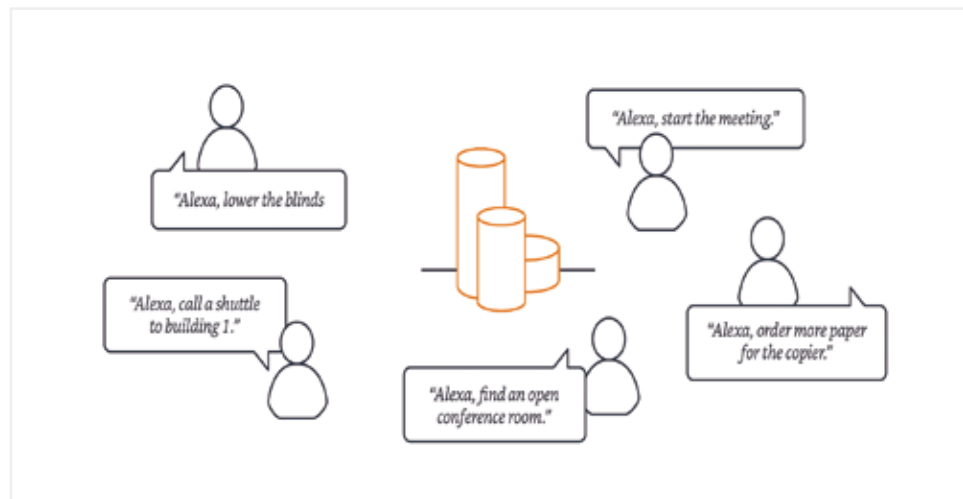 “Alexa, start the meeting.”
“Alexa, lower the blinds
“Alexa, call a shuttle
to building 1.”
“Alexa, order more paper
for the copier.”
“Alexa, find an open
conference room.”